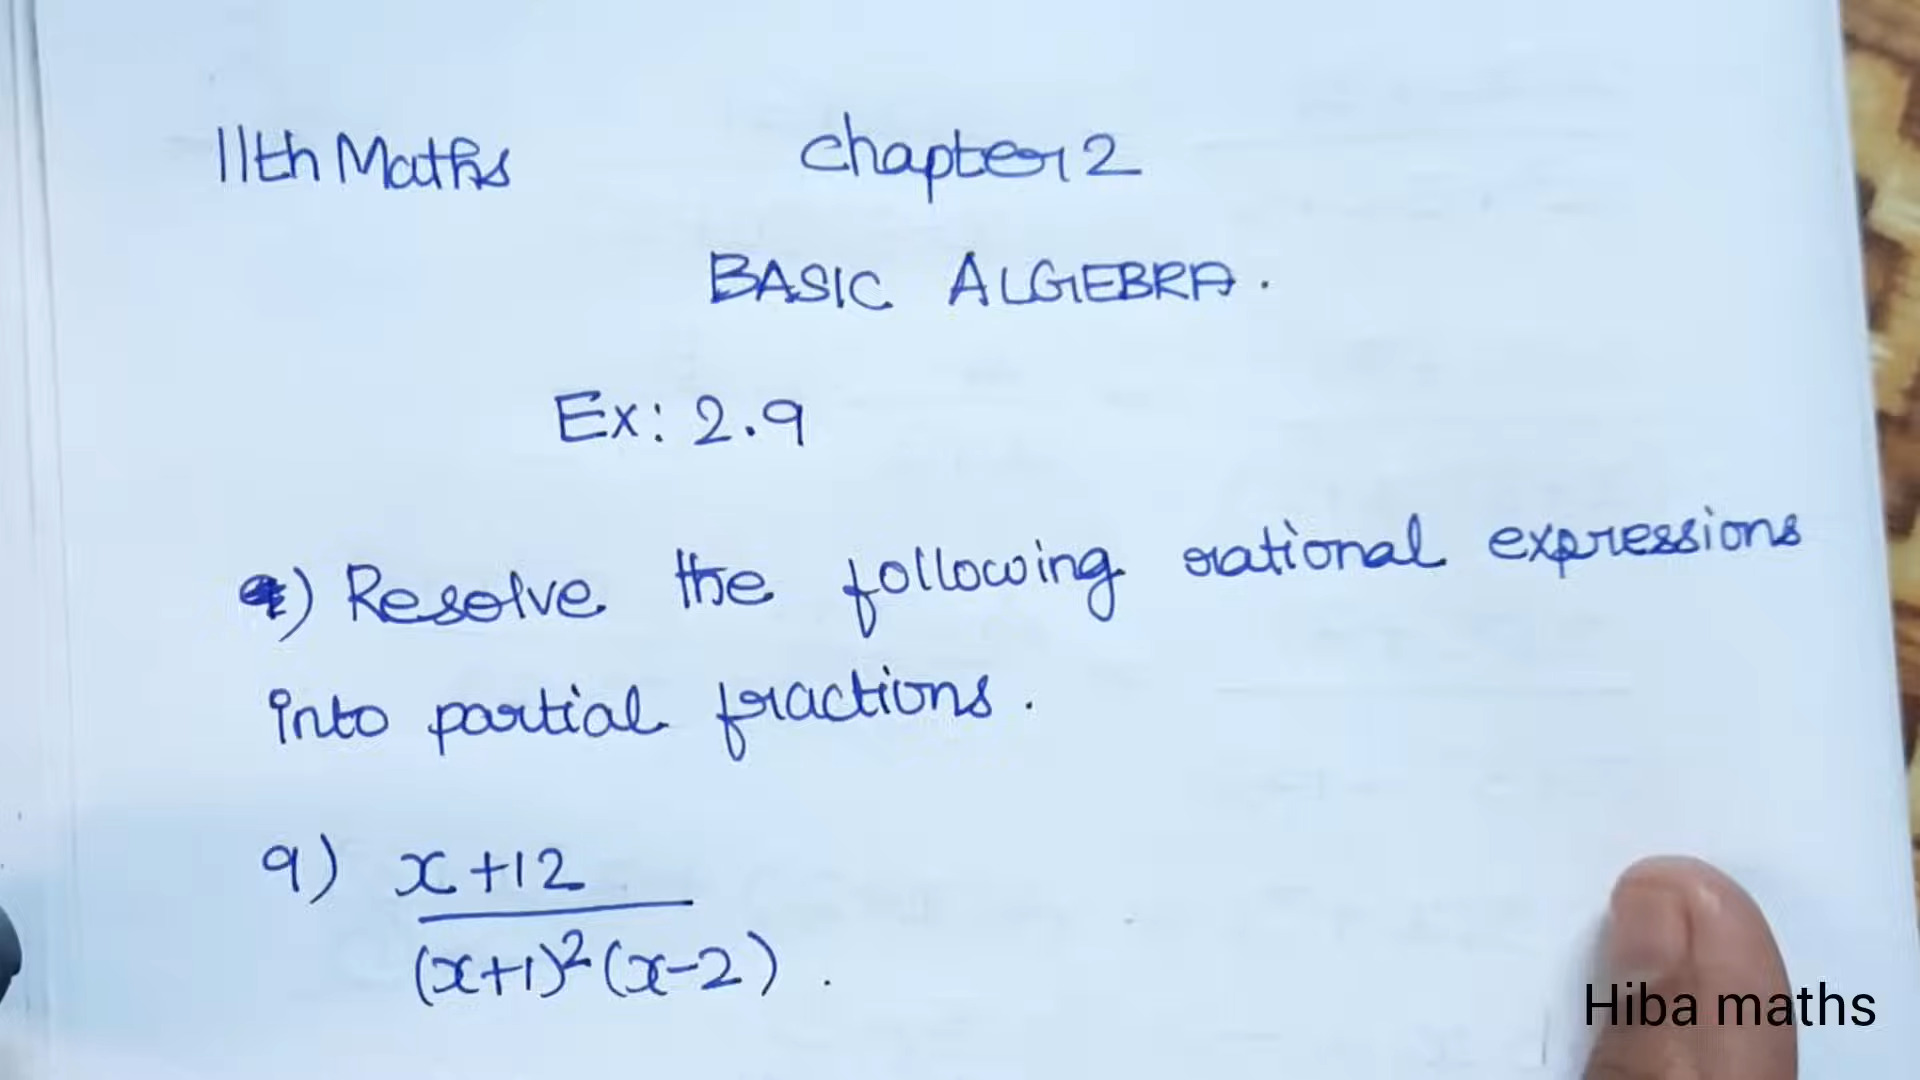 11th Maths chapter 2
BASIC ALGEBRA.
Ex: 2.9
) Resolve the following rational expressions
into partial fractions.
9) x+12
(x+1)²(x-2).
Hiba maths